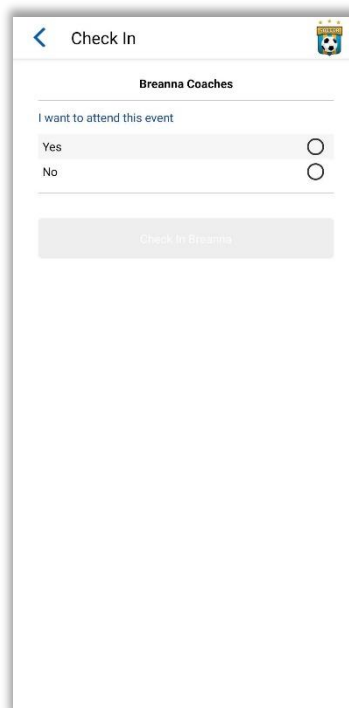 Check In
Breanna Coaches
I want to attend this event
Yes
No
Check In Breanna